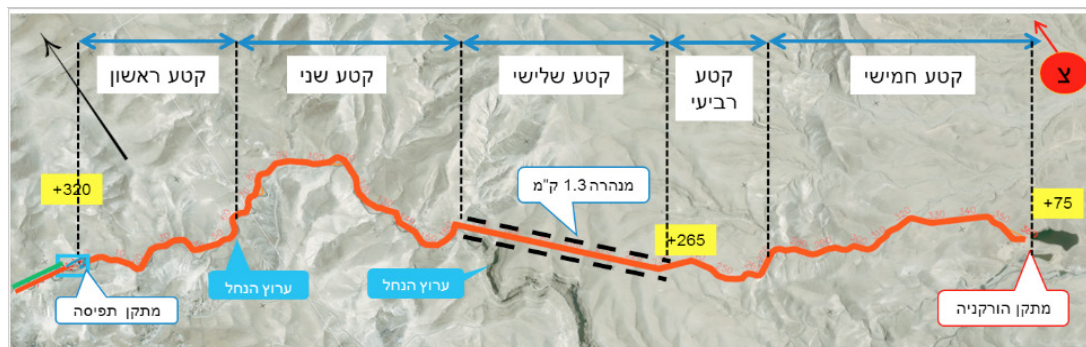 קטע ראשון
קטע שני
קטע שלישי
קטע
רביעי
קטע חמישי
צ
+320
מנהרה 1.3 ק"מ
+265
+75
ערוץ הנחל
ערוץ הנחל
מתקן תפיסה
מתקן הורקניה